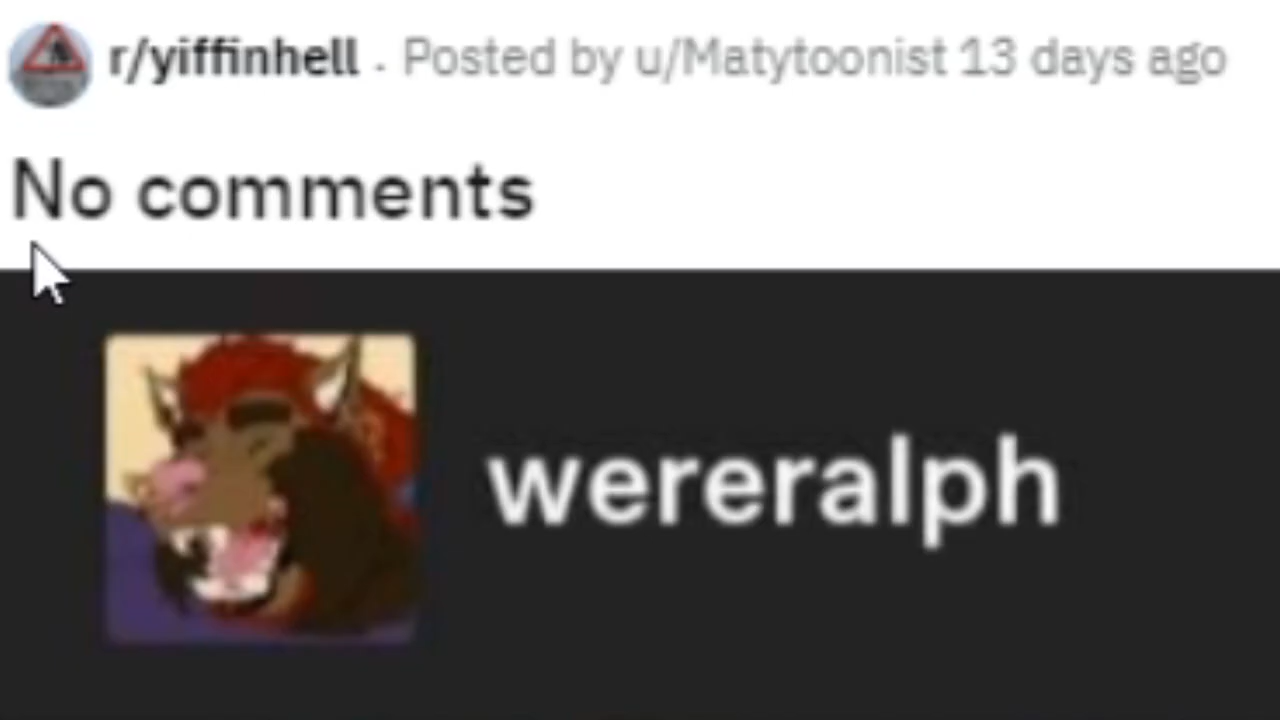 r/yiffinhell · Posted by u/Matytoonist 13 days ago
No comments
wereralph